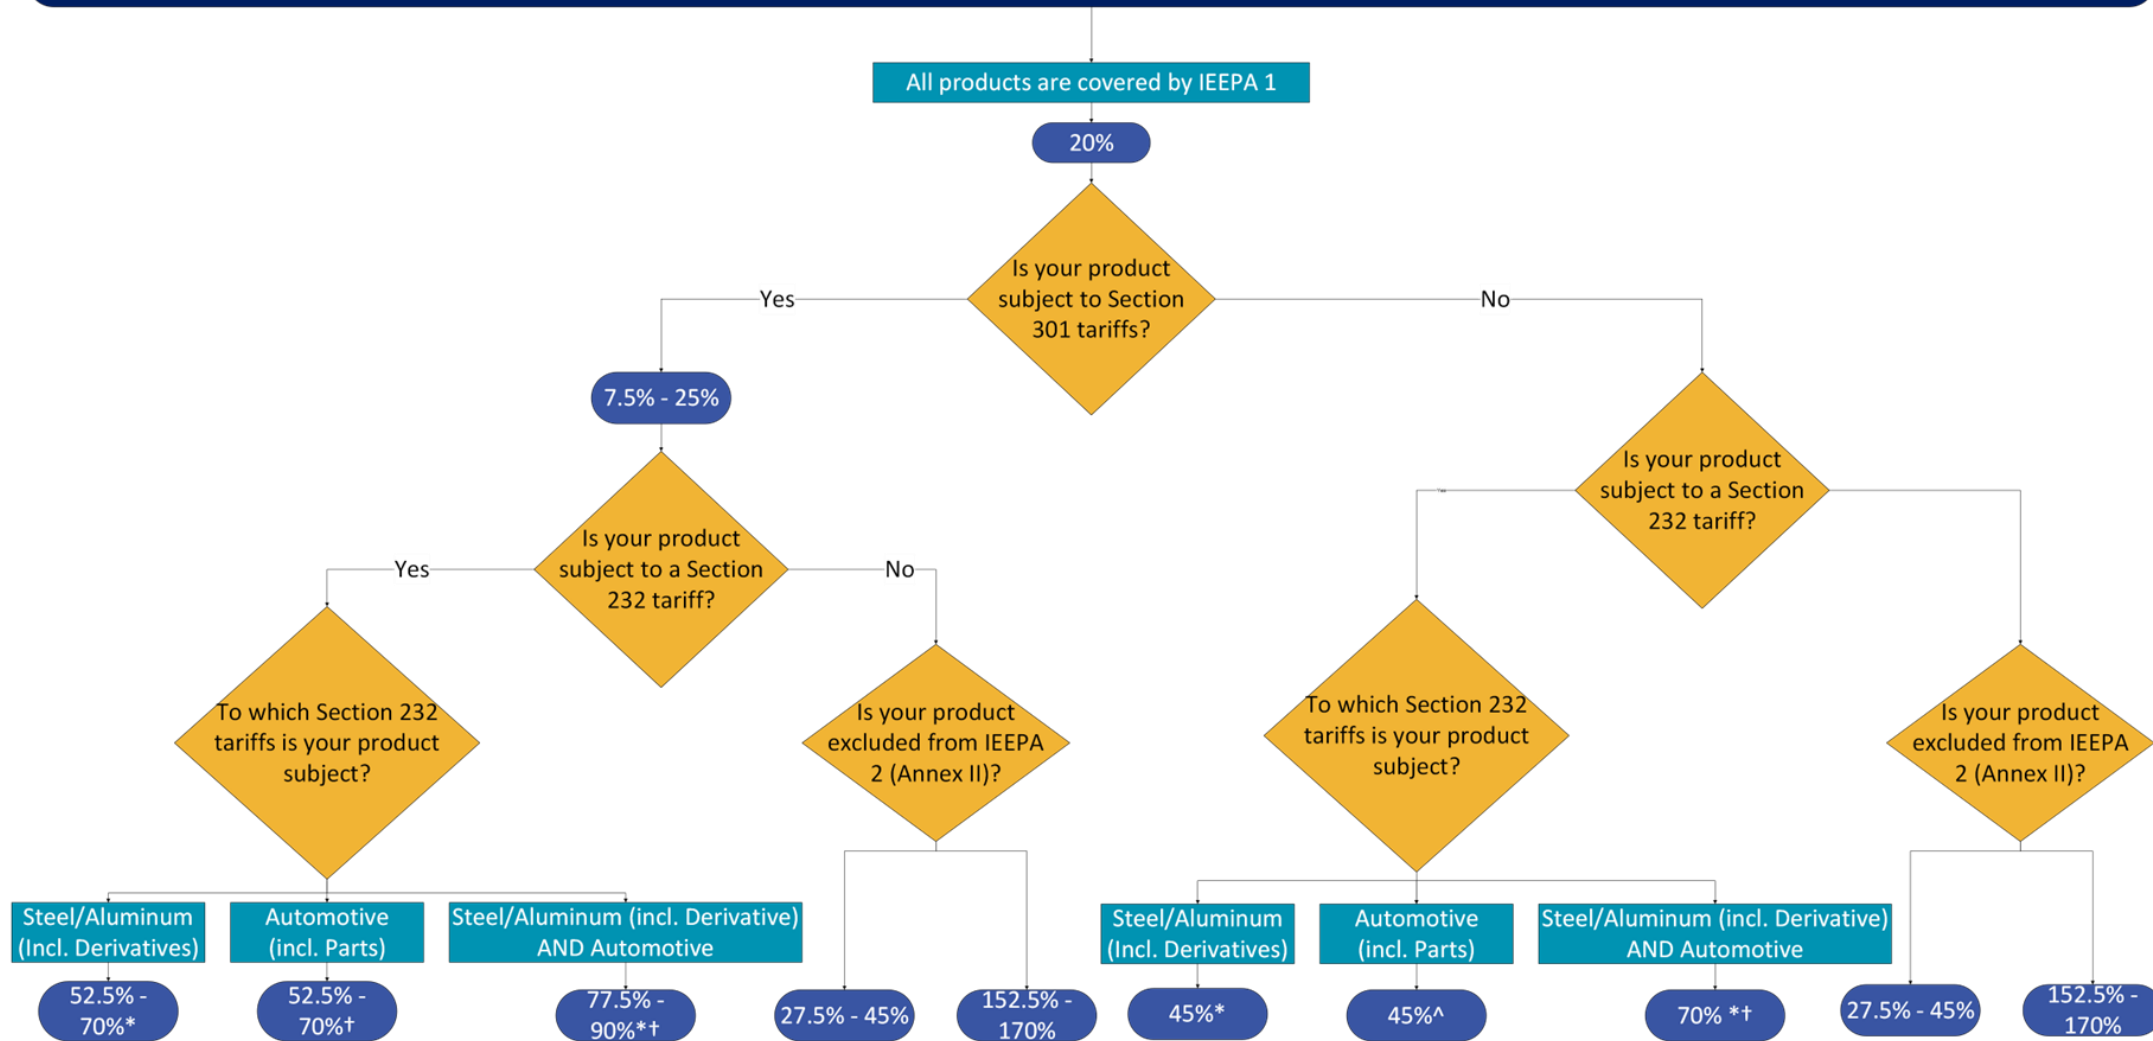 All products are covered by IEEPA 1
20%
Is your product
subject to Section
301 tariffs?
Yes
No
7.5% - 25%
Is your product
subject to a Section
232 tariff?
Is your product
subject to a Section
232 tariff?
Yes
No
To which Section 232
tariffs is your product
subject?
Is your product
excluded from IEEPA
2 (Annex II)?
To which Section 232
tariffs is your product
subject?
Is your product
excluded from IEEPA
2 (Annex II)?
Steel/Aluminum
(Incl. Derivatives)
Automotive
(incl. Parts)
Steel/Aluminum (incl. Derivative)
AND Automotive
Steel/Aluminum
(Incl. Derivatives)
Automotive
(incl. Parts)
Steel/Aluminum (incl. Derivative)
AND Automotive
52.5% -
70%*
52.5% -
70%†
77.5% -
90%*†
27.5% - 45%
152.5% -
170%
45%*
45%^
70% *†
27.5% - 45%
152.5% -
170%